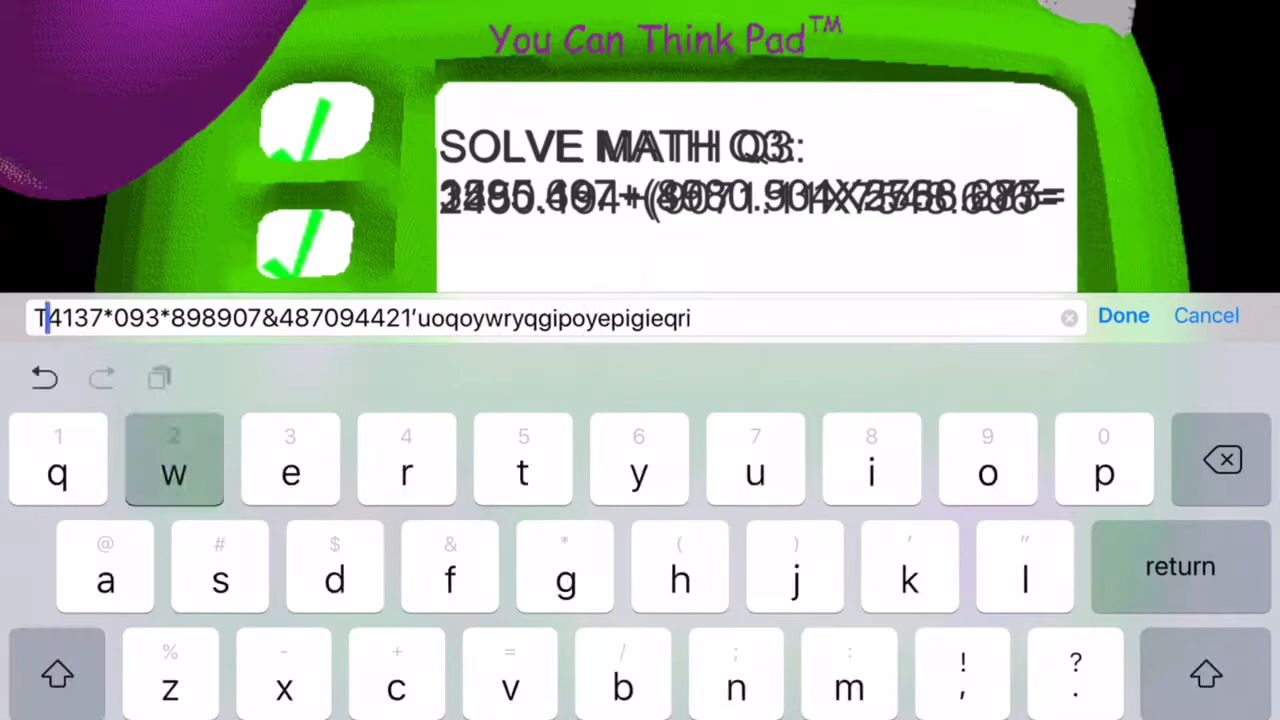 You Can Think Pad™
SOLVE MATH Q3:
T4137*093*898907&487094421'uoqoywryqgipoyepigieqri
Done Cancel
1 2 3 4 5 6 7 8 9 0
q w e r t y u i o p
@ # $ & * ( ) ' "
a s d f g h j k l return
% - + = / ; : ! ?
z x c v b n m , .